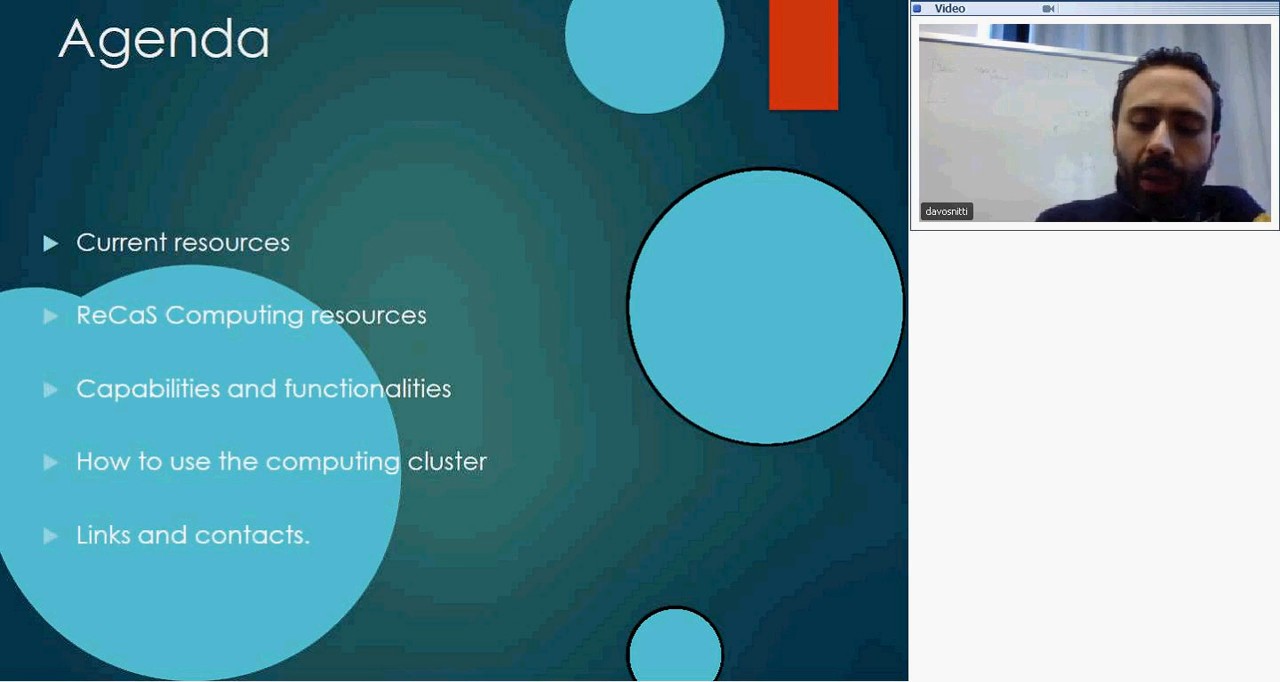 Agenda
Current resources
ReCaS Computing resources
Capabilities and functionalities
How to use the computing cluster
Links and contacts.
Video
davosnitti